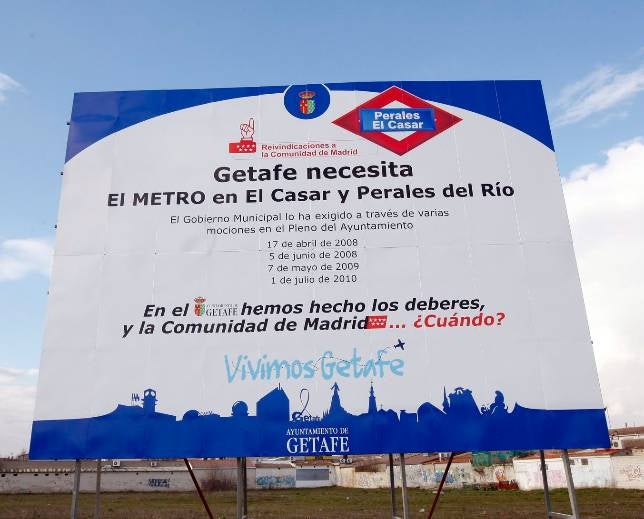 Perales
El Casar
Reivindicaciones a
la Comunidad de Madrid
Getafe necesita
El METRO en El Casar y Perales del Río
El Gobierno Municipal lo ha exigido a través de varias
mociones en el Pleno del Ayuntamiento
17 de abril de 2008
5 de junio de 2008
7 de mayo de 2009
1 de julio de 2010
En el AYUNTAMIENTO DE GETAFE hemos hecho los deberes,
y la Comunidad de Madrid... ¿Cuándo?
Vivimos Getafe
Getafe
AYUNTAMIENTO DE
GETAFE